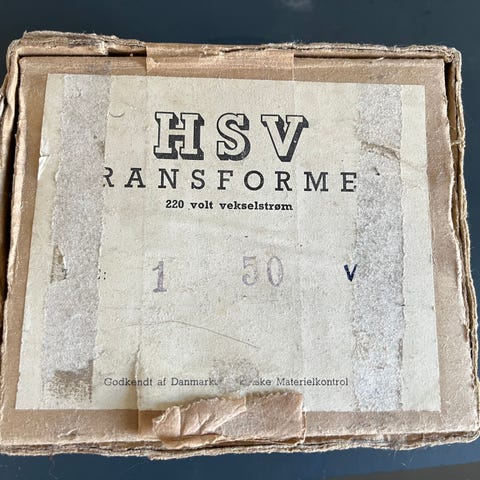 HSV
RANSFORME
220 volt vekselstrøm
1 50 V
Godkendt af Danmarks Materielkontrol